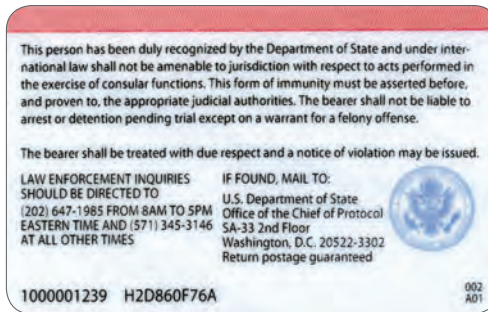 This person has been duly recognized by the Department of State and under inter-
national law shall not be amenable to jurisdiction with respect to acts performed in
the exercise of consular functions. This form of immunity must be asserted before,
and proven to, the appropriate judicial authorities. The bearer shall not be liable to
arrest or detention pending trial except on a warrant for a felony offense.
The bearer shall be treated with due respect and a notice of violation may be issued.
LAW ENFORCEMENT INQUIRIES
SHOULD BE DIRECTED TO
(202) 647-1985 FROM 8AM TO 5PM
EASTERN TIME AND (571) 345-3146
AT ALL OTHER TIMES
IF FOUND, MAIL TO:
U.S. Department of State
Office of the Chief of Protocol
SA-33 2nd Floor
Washington, D.C. 20522-3302
Return postage guaranteed
1000001239 H2D860F76A
002
A01